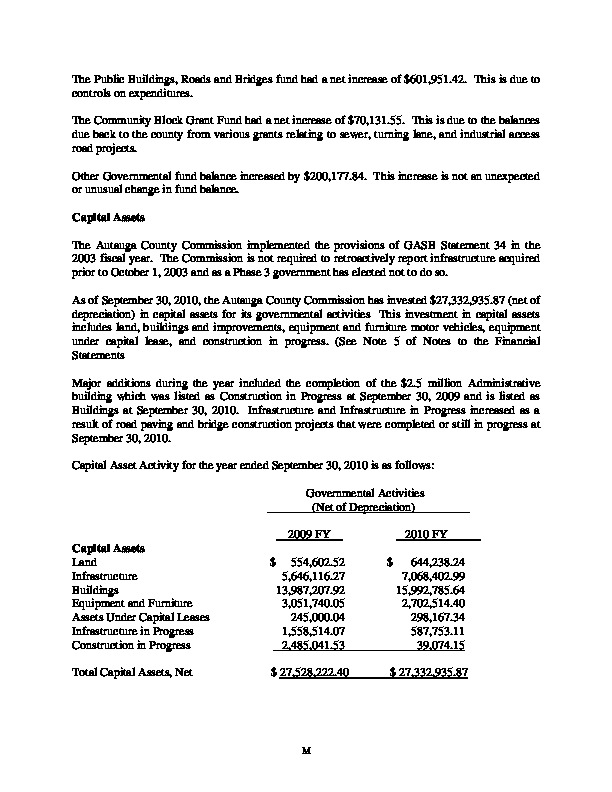 The Public Buildings, Roads and Bridges fund had a net increase of $601,951.42. This is due to
controls on expenditures.
The Community Block Grant Fund had a net increase of $70,131.55. This is due to the balances
due back to the county from various grants relating to sewer, turning lane, and industrial access
road projects.
Other Governmental fund balance increased by $200,177.84. This increase is not an unexpected
or unusual change in fund balance.
Capital Assets
The Autauga County Commission implemented the provisions of GASB Statement 34 in the
2003 fiscal year. The Commission is not required to retroactively report infrastructure acquired
prior to October 1, 2003 and as a Phase 3 government has elected not to do so.
As of September 30, 2010, the Autauga County Commission has invested $27,332,935.87 (net of
depreciation) in capital assets for its governmental activities This investment in capital assets
includes land, buildings and improvements, equipment and furniture motor vehicles, equipment
under capital lease, and construction in progress. (See Note 5 of Notes to the Financial
Statements
Major additions during the year included the completion of the $2.5 million Administrative
building which was listed as Construction in Progress at September 30, 2009 and is listed as
Buildings at September 30, 2010. Infrastructure and Infrastructure in Progress increased as a
result of road paving and bridge construction projects that were completed or still in progress at
September 30, 2010.
Capital Asset Activity for the year ended September 30, 2010 is as follows:
Governmental Activities
(Net of Depreciation)
2009 FY 2010 FY
Capital Assets
Land $ 554,602.52 $ 644,238.24
Infrastructure 5,646,116.27 7,068,402.99
Buildings 13,987,207.92 15,992,785.64
Equipment and Furniture 3,051,740.05 2,702,514.40
Assets Under Capital Leases 245,000.04 298,167.34
Infrastructure in Progress 1,558,514.07 587,753.11
Construction in Progress 2,485,041.53 39,074.15
Total Capital Assets, Net $ 27,528,222.40 $ 27,332,935.87
M